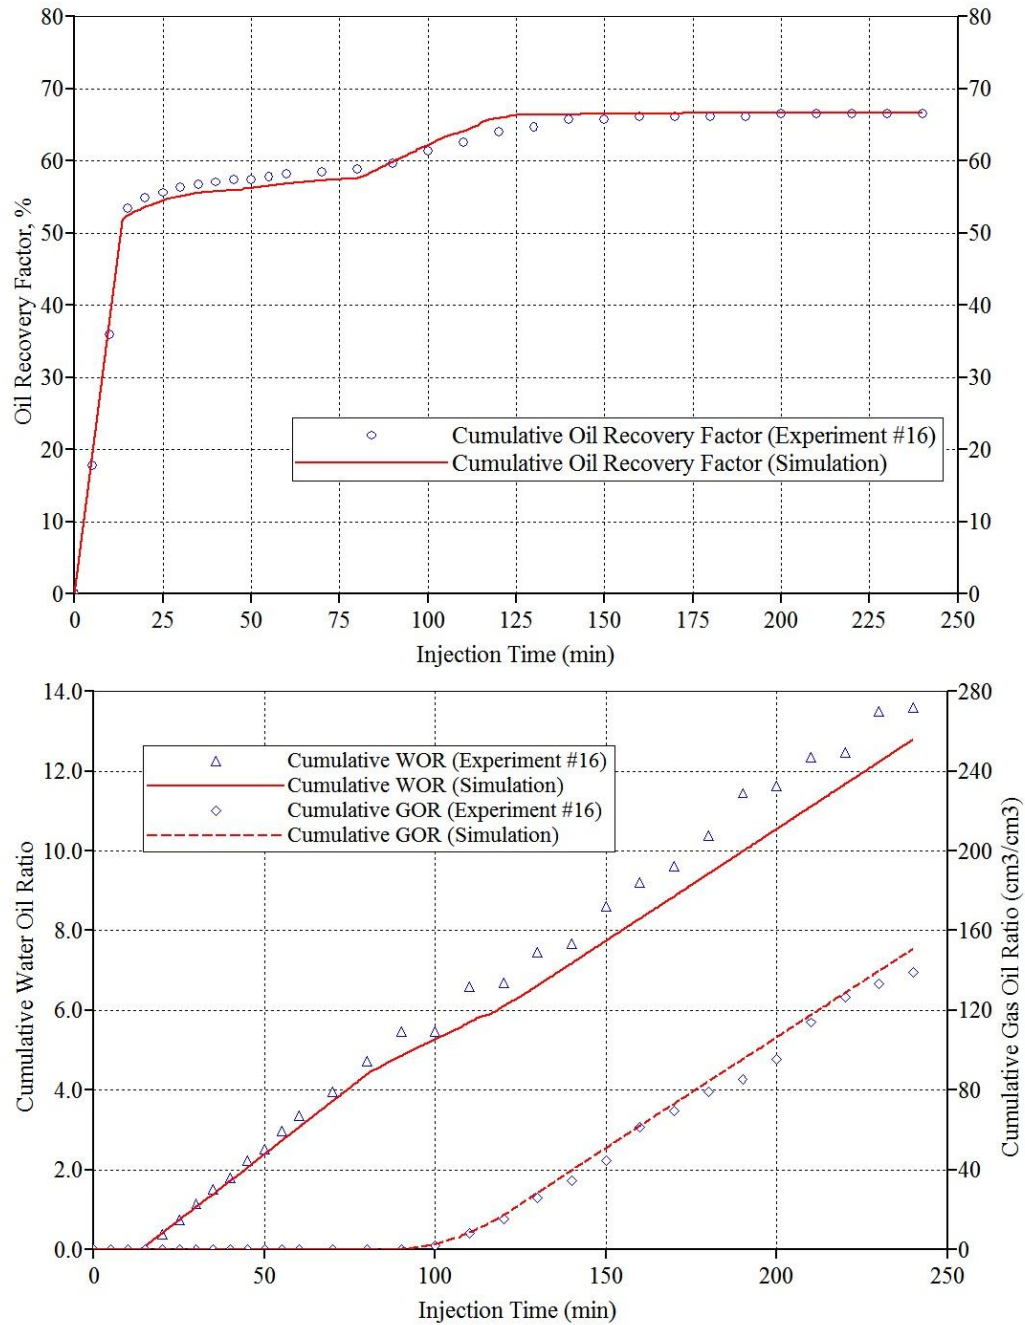 80
70
60
50
40
30
20
10
0
80
70
60
50
40
30
20
10
0
Oil Recovery Factor, %
Cumulative Oil Recovery Factor (Experiment #16)
Cumulative Oil Recovery Factor (Simulation)
0 25 50 75 100 125 150 175 200 225 250
Injection Time (min)
14.0
12.0
10.0
8.0
6.0
4.0
2.0
0.0
280
240
200
160
120
80
40
0
Cumulative Water Oil Ratio
Cumulative Gas Oil Ratio (cm3/cm3)
Cumulative WOR (Experiment #16)
Cumulative WOR (Simulation)
Cumulative GOR (Experiment #16)
Cumulative GOR (Simulation)
0 50 100 150 200 250
Injection Time (min)